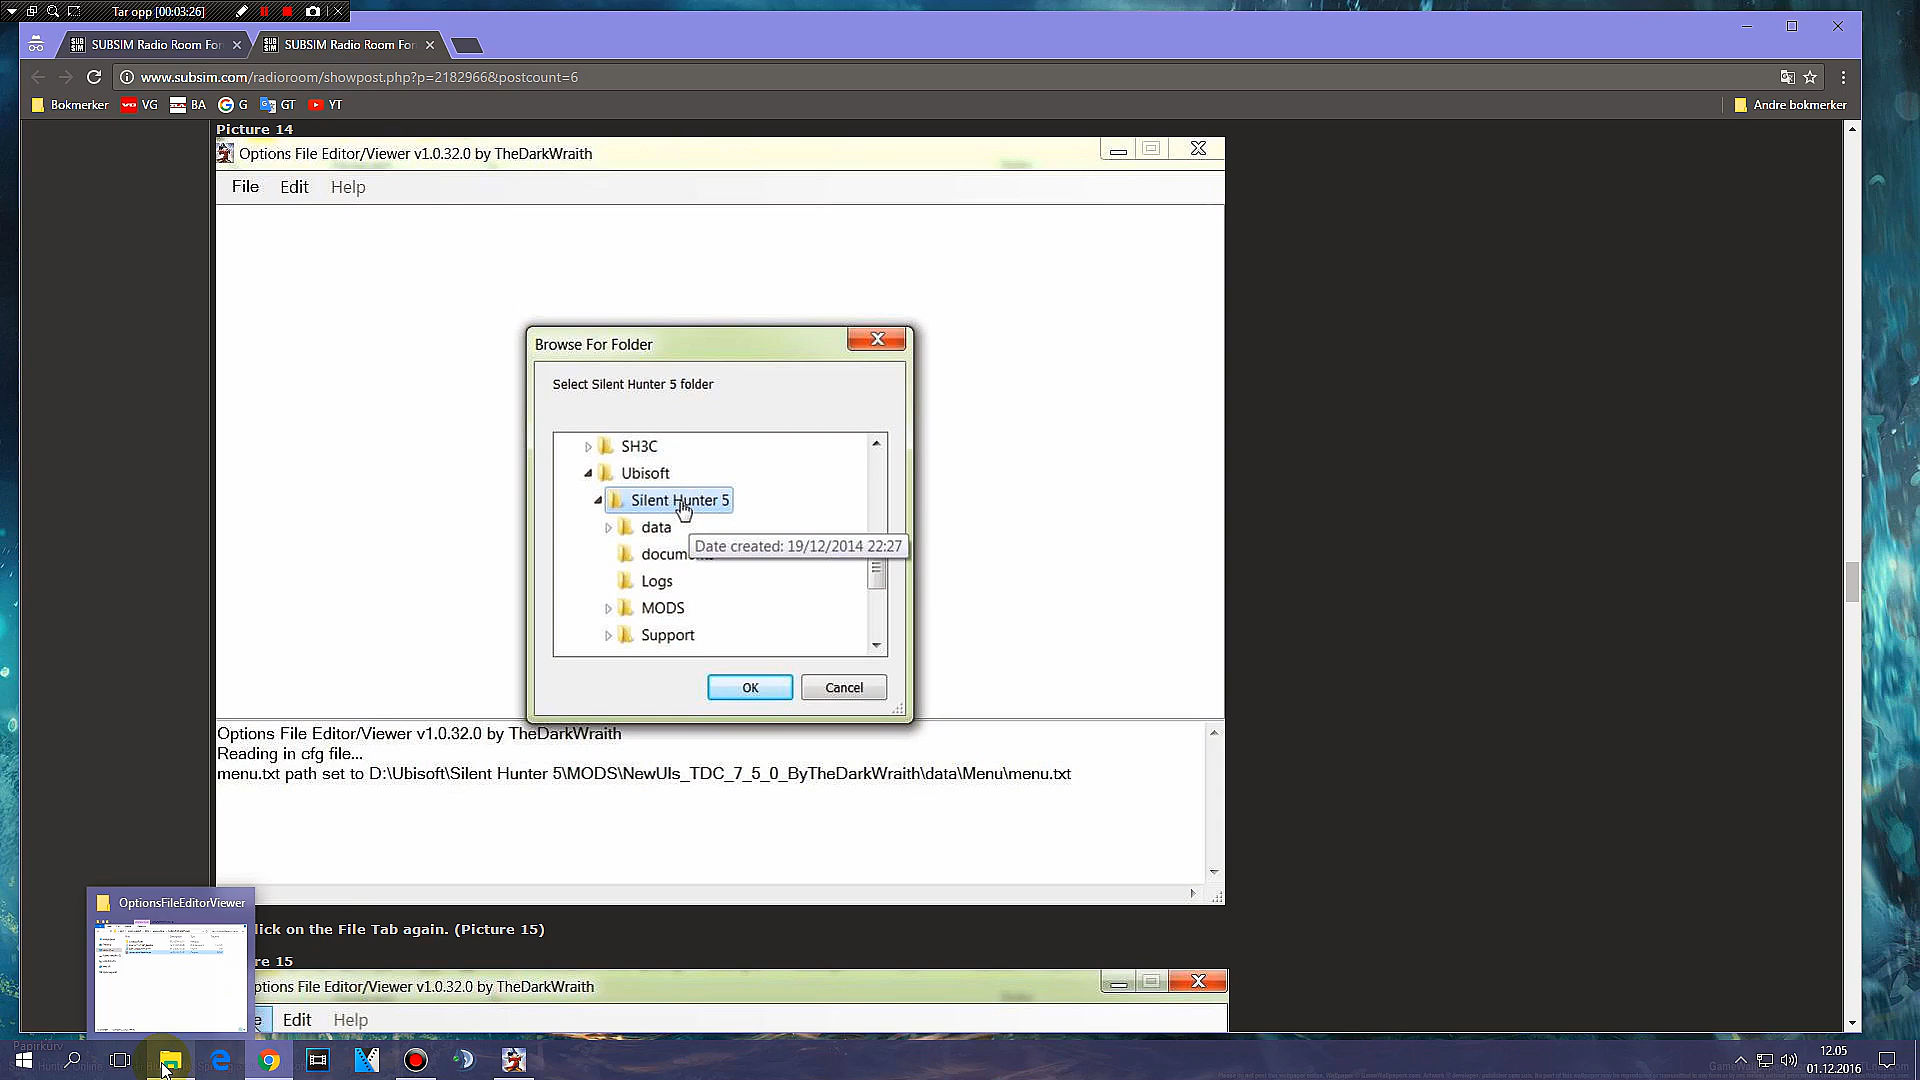 Tar opp [00:03:26]
SUBSIM Radio Room For
SUBSIM Radio Room For
www.subsim.com/radioroom/showpost.php?p=2182966&postcount=6
Bokmerker VG BA G GT YT Andre bokmerker
Picture 14
Options File Editor/Viewer v1.0.32.0 by TheDarkWraith
File Edit Help
Browse For Folder
Select Silent Hunter 5 folder
SH3C
Ubisoft
Silent Hunter 5
data
Date created: 19/12/2014 22:27
docum
Logs
MODS
Support
OK Cancel
Options File Editor/Viewer v1.0.32.0 by TheDarkWraith
Reading in cfg file...
menu.txt path set to D:\Ubisoft\Silent Hunter 5\MODS\NewUIs_TDC_7_5_0_ByTheDarkWraith\data\Menu\menu.txt
OptionsFileEditorViewer
lick on the File Tab again. (Picture 15)
re 15
ptions File Editor/Viewer v1.0.32.0 by TheDarkWraith
e Edit Help
Papirkurv
12.05
01.12.2016